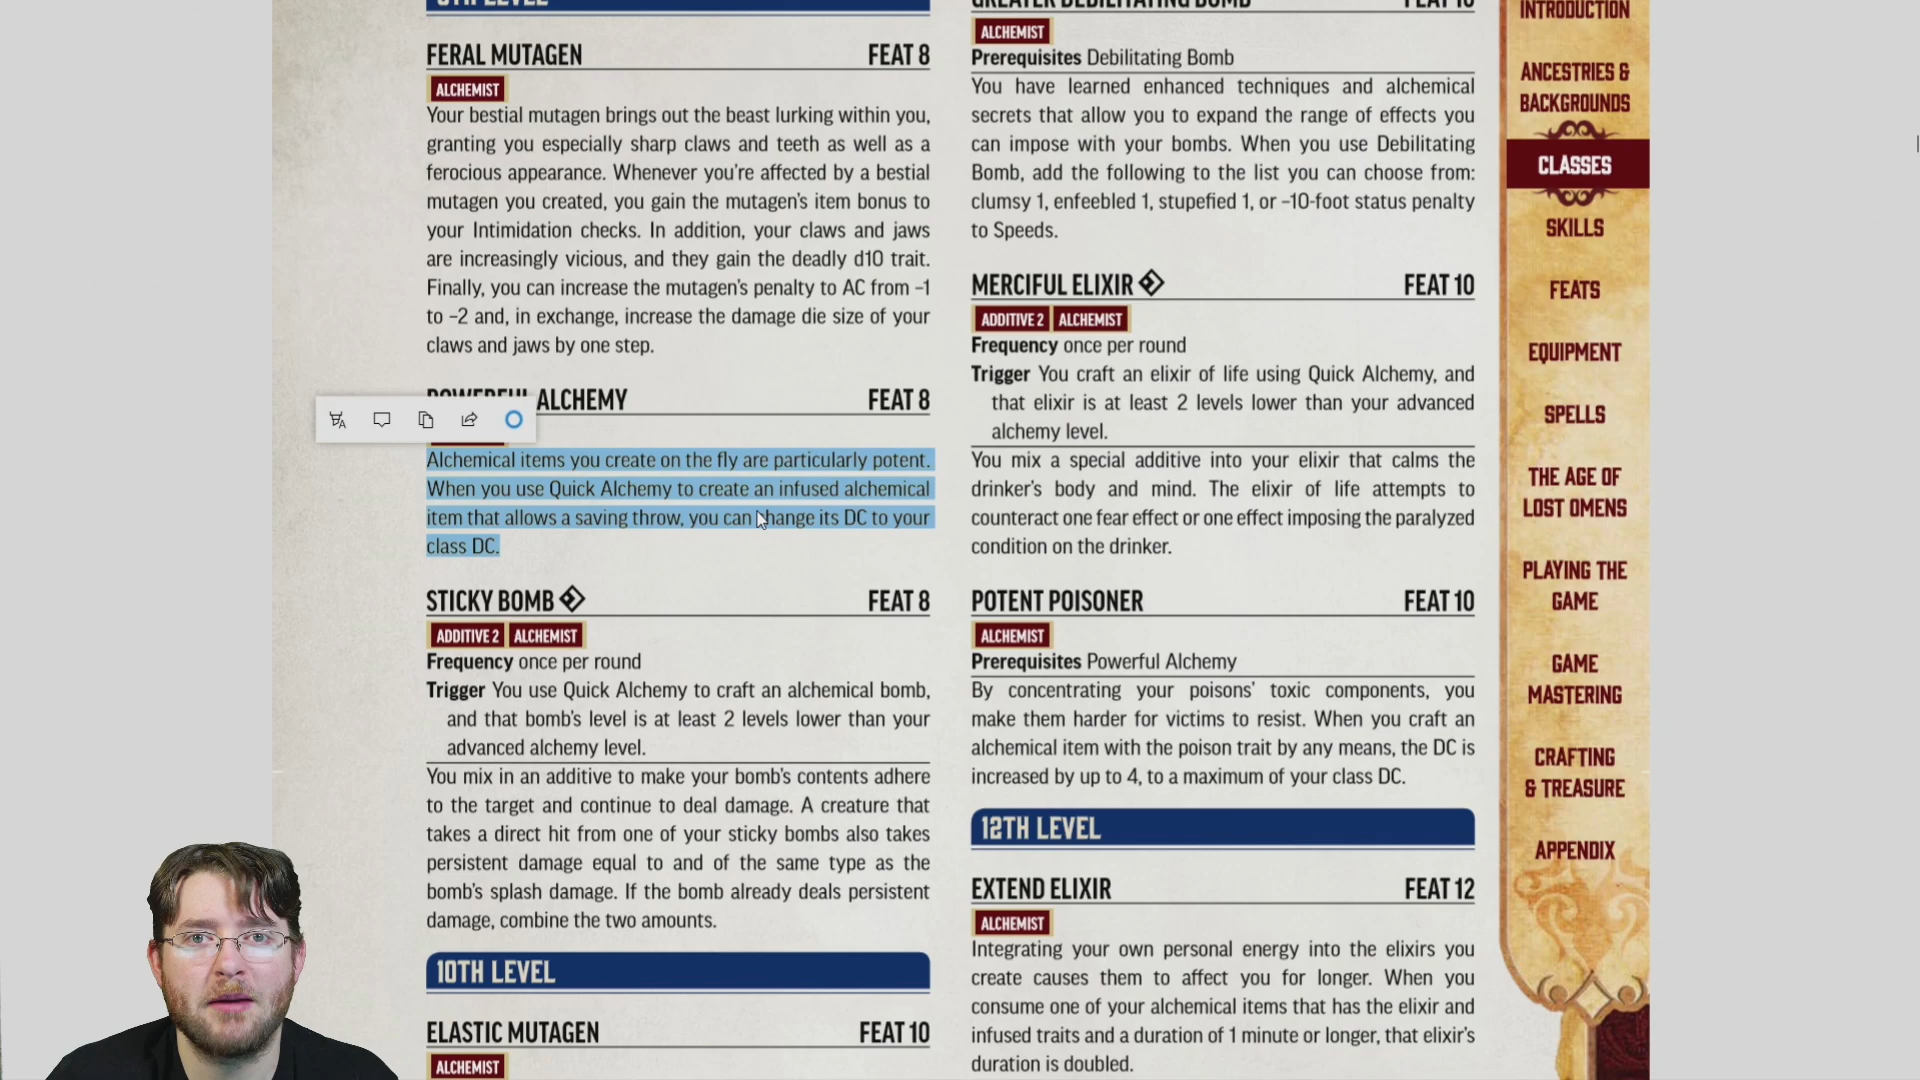 FERAL MUTAGEN FEAT 8
ALCHEMIST
Your bestial mutagen brings out the beast lurking within you,
granting you especially sharp claws and teeth as well as a
ferocious appearance. Whenever you're affected by a bestial
mutagen you created, you gain the mutagen's item bonus to
your Intimidation checks. In addition, your claws and jaws
are increasingly vicious, and they gain the deadly d10 trait.
Finally, you can increase the mutagen's penalty to AC from –1
to –2 and, in exchange, increase the damage die size of your
claws and jaws by one step.
POWERFUL ALCHEMY FEAT 8
Alchemical items you create on the fly are particularly potent.
When you use Quick Alchemy to create an infused alchemical
item that allows a saving throw, you can change its DC to your
class DC.
STICKY BOMB FEAT 8
ADDITIVE 2 ALCHEMIST
Frequency once per round
Trigger You use Quick Alchemy to craft an alchemical bomb,
and that bomb's level is at least 2 levels lower than your
advanced alchemy level.
You mix in an additive to make your bomb's contents adhere
to the target and continue to deal damage. A creature that
takes a direct hit from one of your sticky bombs also takes
persistent damage equal to and of the same type as the
bomb's splash damage. If the bomb already deals persistent
damage, combine the two amounts.
10TH LEVEL
ELASTIC MUTAGEN FEAT 10
ALCHEMIST
GREATER DEBILITATING BOMB FEAT 10
ALCHEMIST
Prerequisites Debilitating Bomb
You have learned enhanced techniques and alchemical
secrets that allow you to expand the range of effects you
can impose with your bombs. When you use Debilitating
Bomb, add the following to the list you can choose from:
clumsy 1, enfeebled 1, stupefied 1, or –10-foot status penalty
to Speeds.
MERCIFUL ELIXIR FEAT 10
ADDITIVE 2 ALCHEMIST
Frequency once per round
Trigger You craft an elixir of life using Quick Alchemy, and
that elixir is at least 2 levels lower than your advanced
alchemy level.
You mix a special additive into your elixir that calms the
drinker's body and mind. The elixir of life attempts to
counteract one fear effect or one effect imposing the paralyzed
condition on the drinker.
POTENT POISONER FEAT 10
ALCHEMIST
Prerequisites Powerful Alchemy
By concentrating your poisons' toxic components, you
make them harder for victims to resist. When you craft an
alchemical item with the poison trait by any means, the DC is
increased by up to 4, to a maximum of your class DC.
12TH LEVEL
EXTEND ELIXIR FEAT 12
ALCHEMIST
Integrating your own personal energy into the elixirs you
create causes them to affect you for longer. When you
consume one of your alchemical items that has the elixir and
infused traits and a duration of 1 minute or longer, that elixir's
duration is doubled.
INTRODUCTION
ANCESTRIES &
BACKGROUNDS
CLASSES
SKILLS
FEATS
EQUIPMENT
SPELLS
THE AGE OF
LOST OMENS
PLAYING THE
GAME
GAME
MASTERING
CRAFTING
& TREASURE
APPENDIX